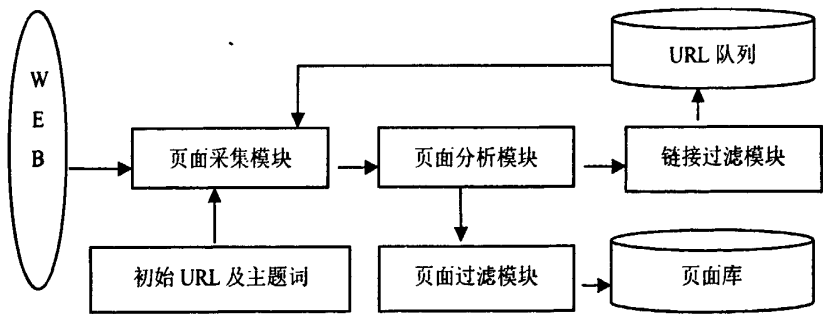 W
E
B
URL 队列
页面采集模块
页面分析模块
链接过滤模块
初始 URL 及主题词
页面过滤模块
页面库